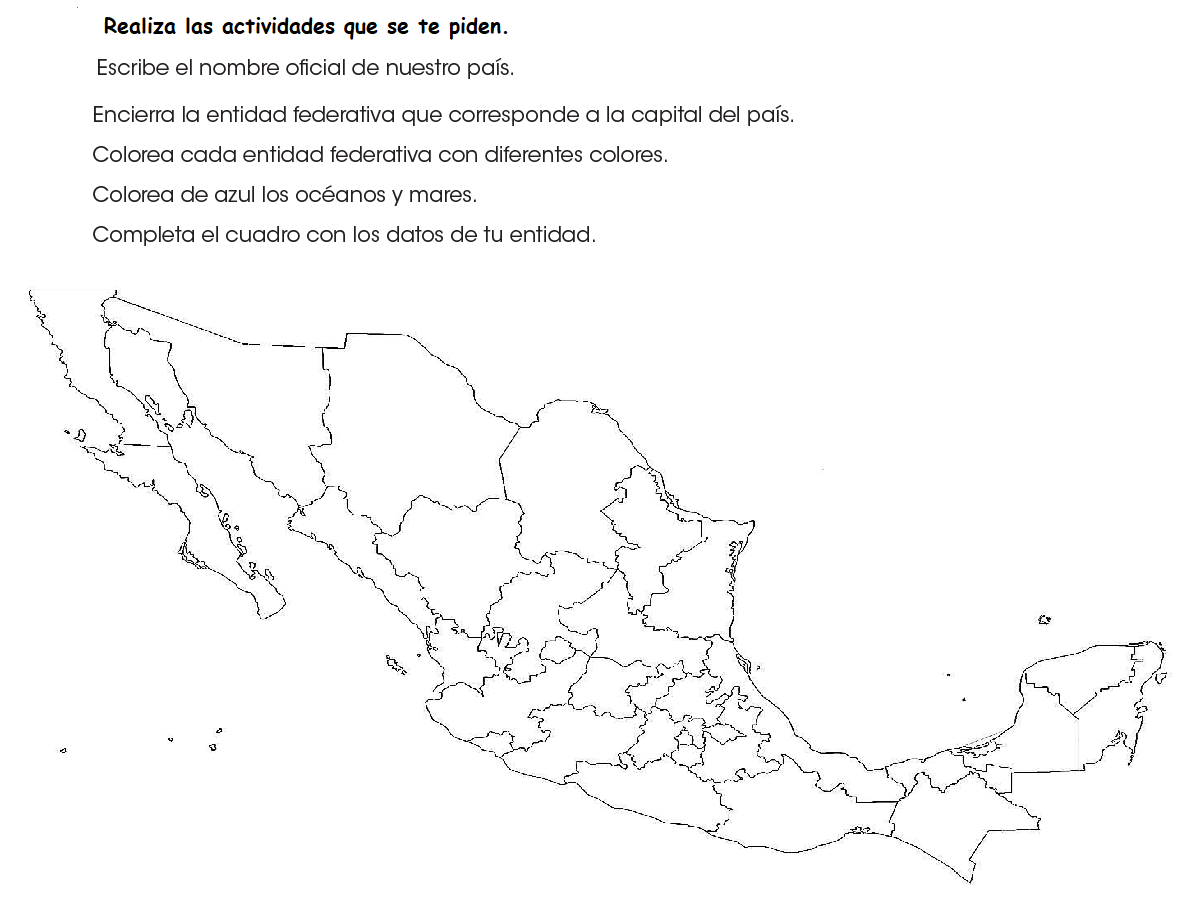 Realiza las actividades que se te piden.
Escribe el nombre oficial de nuestro país.
Encierra la entidad federativa que corresponde a la capital del país.
Colorea cada entidad federativa con diferentes colores.
Colorea de azul los océanos y mares.
Completa el cuadro con los datos de tu entidad.